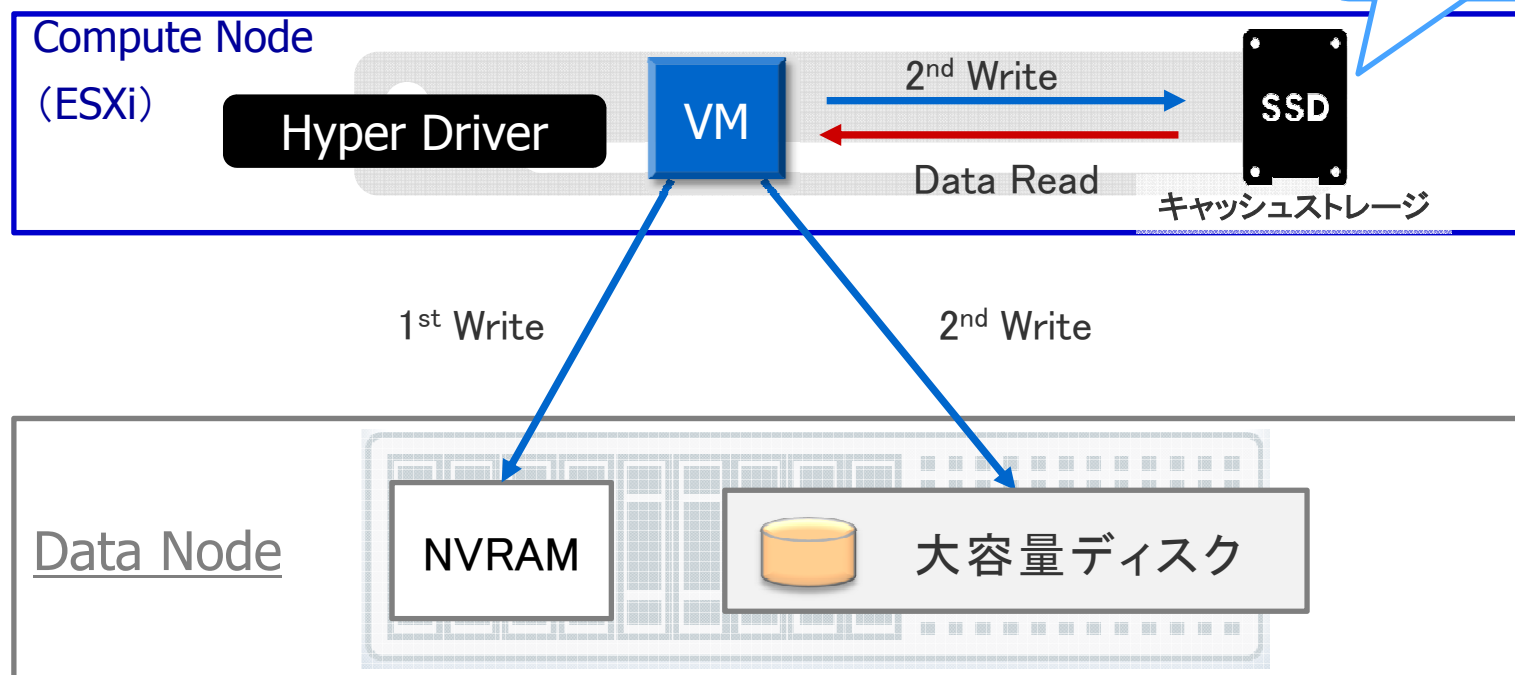 Compute Node
（ESXi）
Hyper Driver
VM
2nd Write
Data Read
SSD
キャッシュストレージ
1st Write
2nd Write
Data Node
NVRAM
大容量ディスク